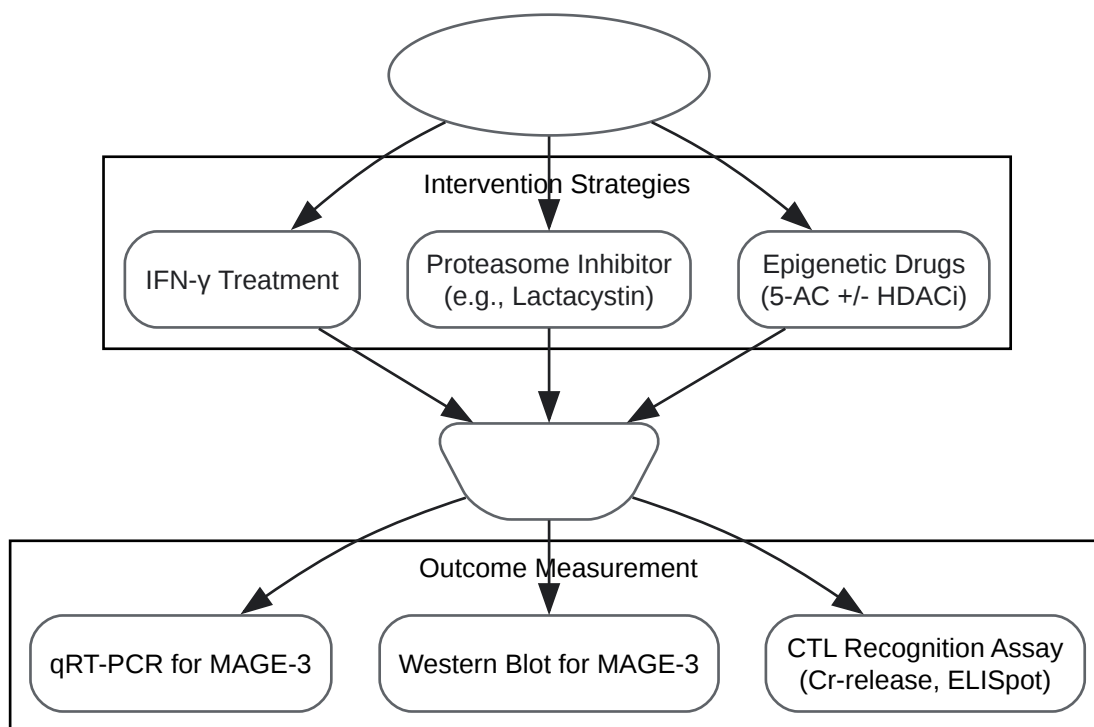 Intervention Strategies
IFN-γ Treatment
Proteasome Inhibitor
(e.g., Lactacystin)
Epigenetic Drugs
(5-AC +/- HDACi)
Outcome Measurement
qRT-PCR for MAGE-3
Western Blot for MAGE-3
CTL Recognition Assay
(Cr-release, ELISpot)